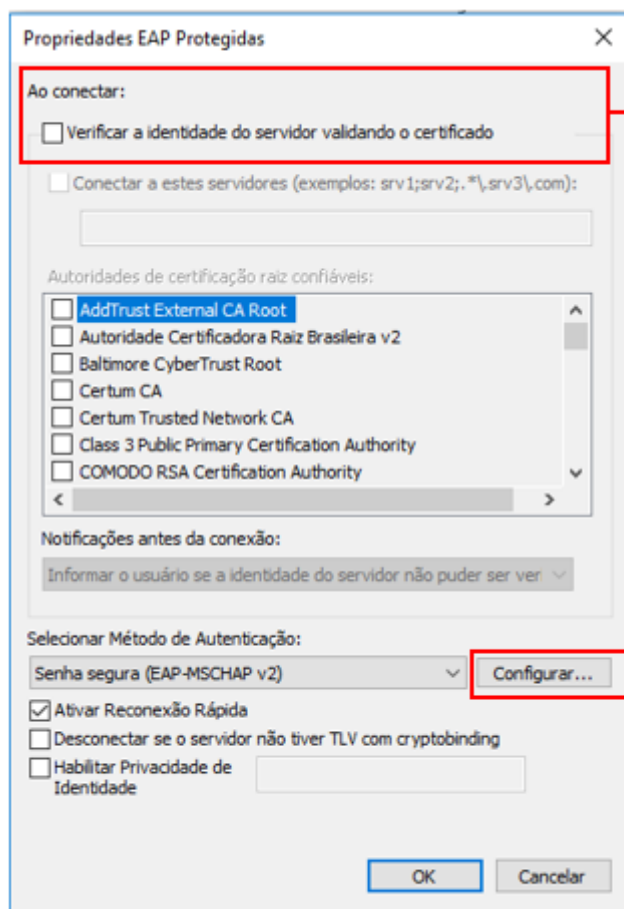 Propriedades EAP Protegidas
Ao conectar:
Verificar a identidade do servidor validando o certificado
Conectar a estes servidores (exemplos: srv1;srv2;.*\.srv3\.com):
Autoridades de certificação raiz confiáveis:
AddTrust External CA Root
Autoridade Certificadora Raiz Brasileira v2
Baltimore CyberTrust Root
Certum CA
Certum Trusted Network CA
Class 3 Public Primary Certification Authority
COMODO RSA Certification Authority
Notificações antes da conexão:
Informar o usuário se a identidade do servidor não puder ser veri
Selecionar Método de Autenticação:
Senha segura (EAP-MSCHAP v2)
Configurar...
Ativar Reconexão Rápida
Desconectar se o servidor não tiver TLV com cryptobinding
Habilitar Privacidade de
Identidade
OK
Cancelar